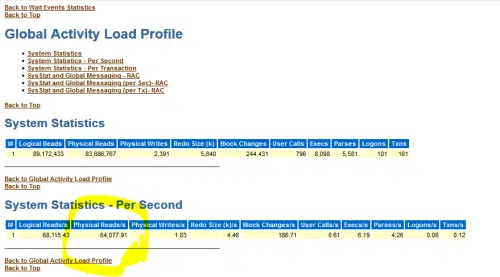 Back to Wait Events Statistics
Back to Top
Global Activity Load Profile
System Statistics
System Statistics - Per Second
System Statistics - Per Transaction
SysStat and Global Messaging - RAC
SysStat and Global Messaging (per Sec)- RAC
SysStat and Global Messaging (per Tx)- RAC
Back to Top
System Statistics
I# Logical Reads Physical Reads Physical Writes Redo Size (k) Block Changes User Calls Execs Parses Logons Txns
1 89,172,433 83,886,767 2,391 5,840 244,431 796 8,098 5,581 101 161
Back to Global Activity Load Profile
Back to Top
System Statistics - Per Second
I# Logical Reads/s Physical Reads/s Physical Writes/s Redo Size (k)/s Block Changes/s User Calls/s Execs/s Parses/s Logons/s Txns/s
1 68,115.43 64,077.91 1.83 4.46 186.71 0.61 6.19 4.26 0.08 0.12
Back to Global Activity Load Profile
Back to Top